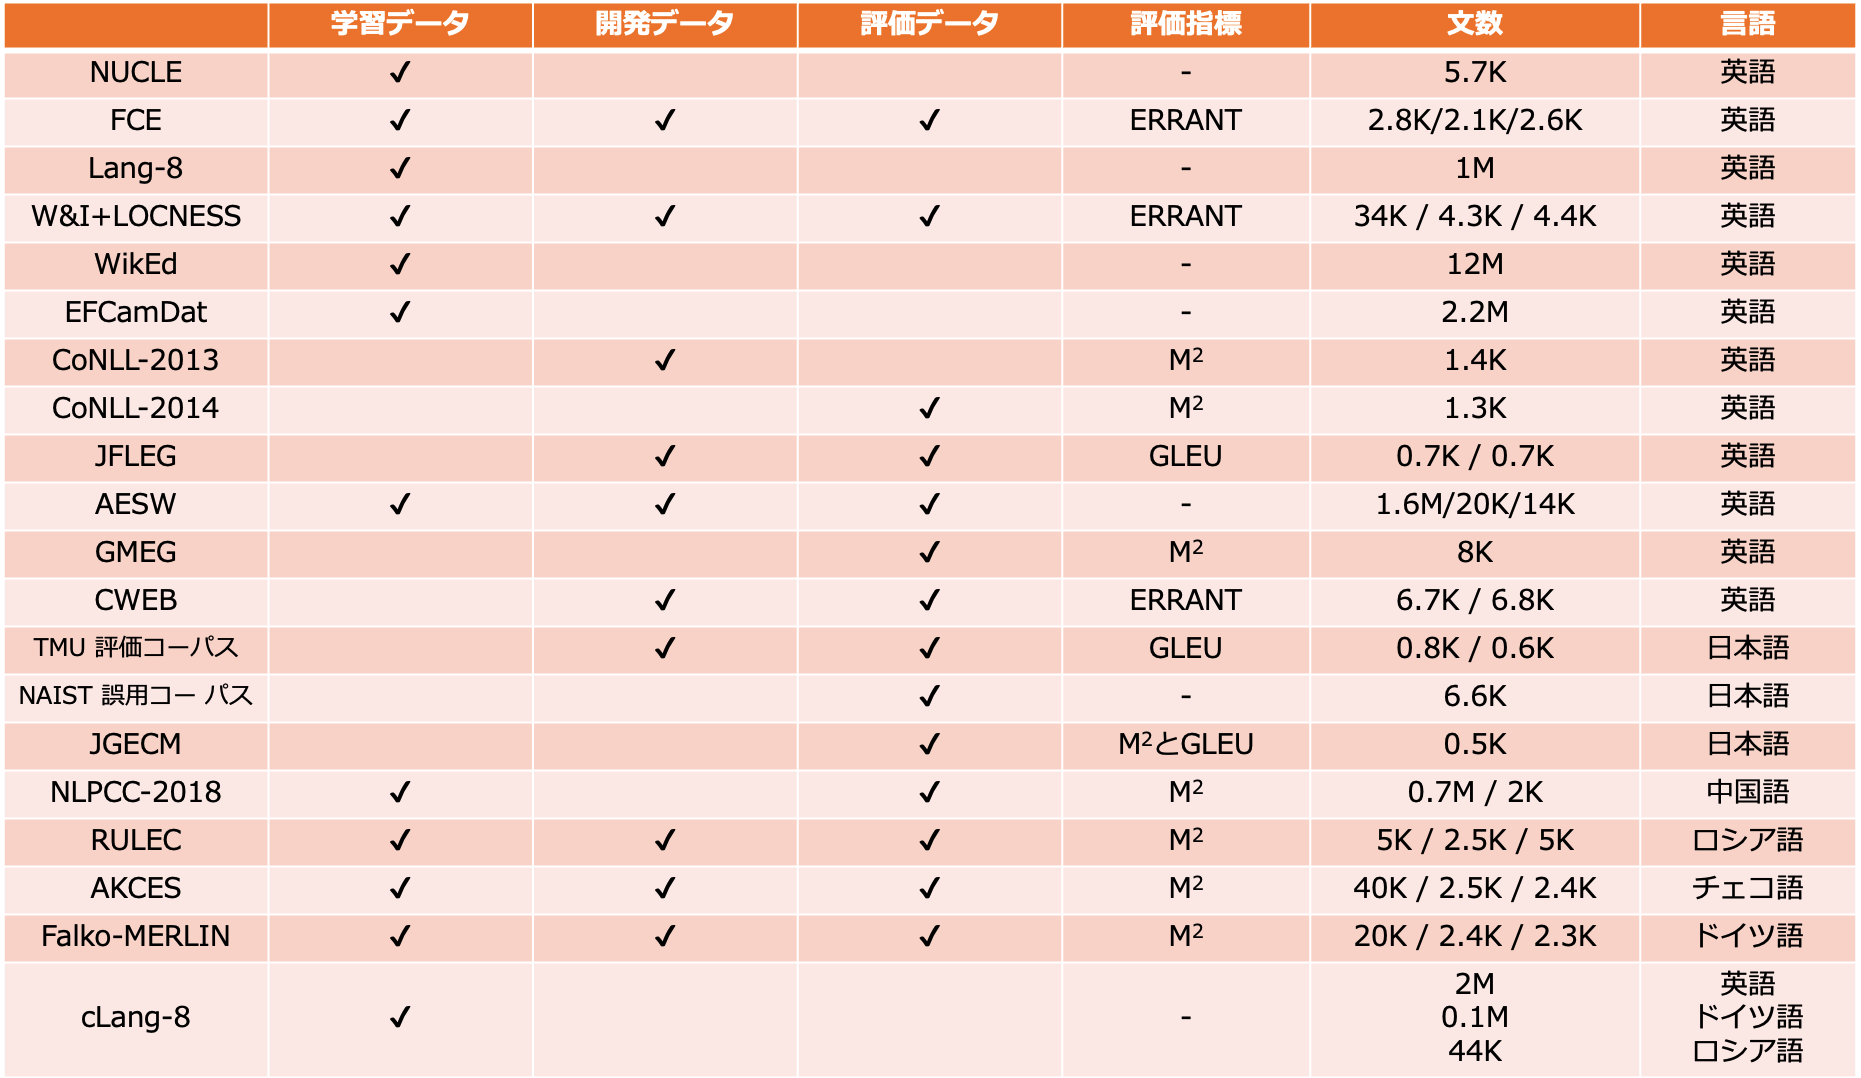 学習データ 開発データ 評価データ 評価指標 文数 言語
NUCLE ✓ - 5.7K 英語
FCE ✓ ✓ ✓ ERRANT 2.8K/2.1K/2.6K 英語
Lang-8 ✓ - 1M 英語
W&I+LOCNESS ✓ ✓ ✓ ERRANT 34K / 4.3K / 4.4K 英語
WikEd ✓ - 12M 英語
EFCamDat ✓ - 2.2M 英語
CoNLL-2013 ✓ M² 1.4K 英語
CoNLL-2014 ✓ M² 1.3K 英語
JFLEG ✓ ✓ GLEU 0.7K / 0.7K 英語
AESW ✓ ✓ ✓ - 1.6M/20K/14K 英語
GMEG ✓ M² 8K 英語
CWEB ✓ ✓ ERRANT 6.7K / 6.8K 英語
TMU 評価コーパス ✓ ✓ GLEU 0.8K / 0.6K 日本語
NAIST 誤用コー パス ✓ - 6.6K 日本語
JGECM ✓ M²とGLEU 0.5K 日本語
NLPCC-2018 ✓ ✓ M² 0.7M / 2K 中国語
RULEC ✓ ✓ ✓ M² 5K / 2.5K / 5K ロシア語
AKCES ✓ ✓ ✓ M² 40K / 2.5K / 2.4K チェコ語
Falko-MERLIN ✓ ✓ ✓ M² 20K / 2.4K / 2.3K ドイツ語
2M 英語
cLang-8 ✓ - 0.1M ドイツ語
44K ロシア語